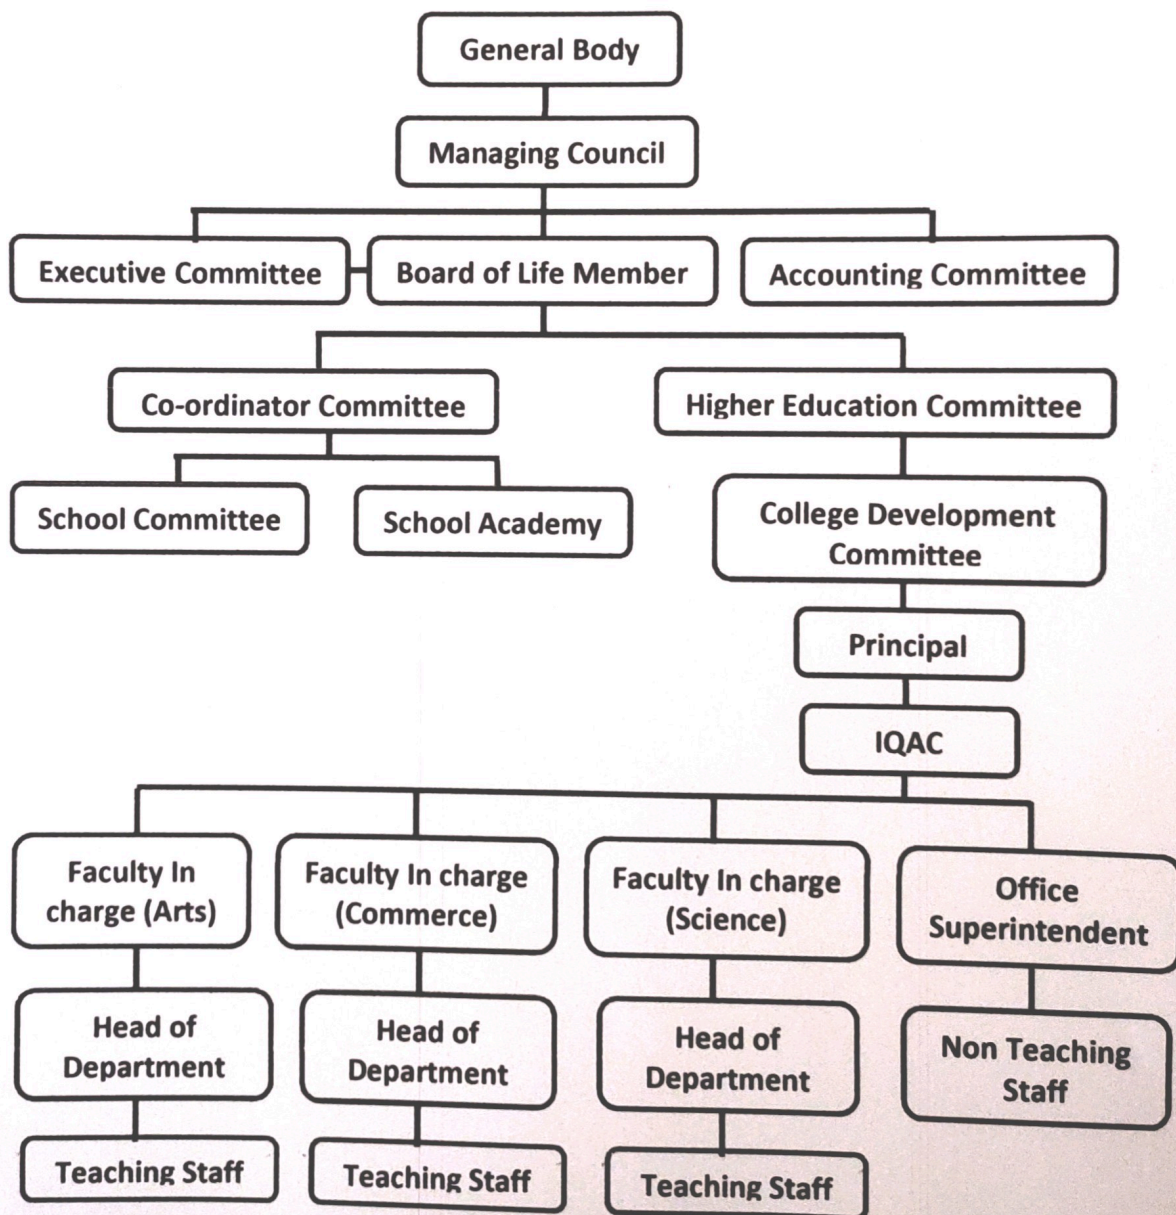 General Body
Managing Council
Executive Committee
Board of Life Member
Accounting Committee
Co-ordinator Committee
Higher Education Committee
School Committee
School Academy
College Development
Committee
Principal
IQAC
Faculty In
charge (Arts)
Faculty In charge
(Commerce)
Faculty In charge
(Science)
Office
Superintendent
Head of
Department
Head of
Department
Head of
Department
Non Teaching
Staff
Teaching Staff
Teaching Staff
Teaching Staff